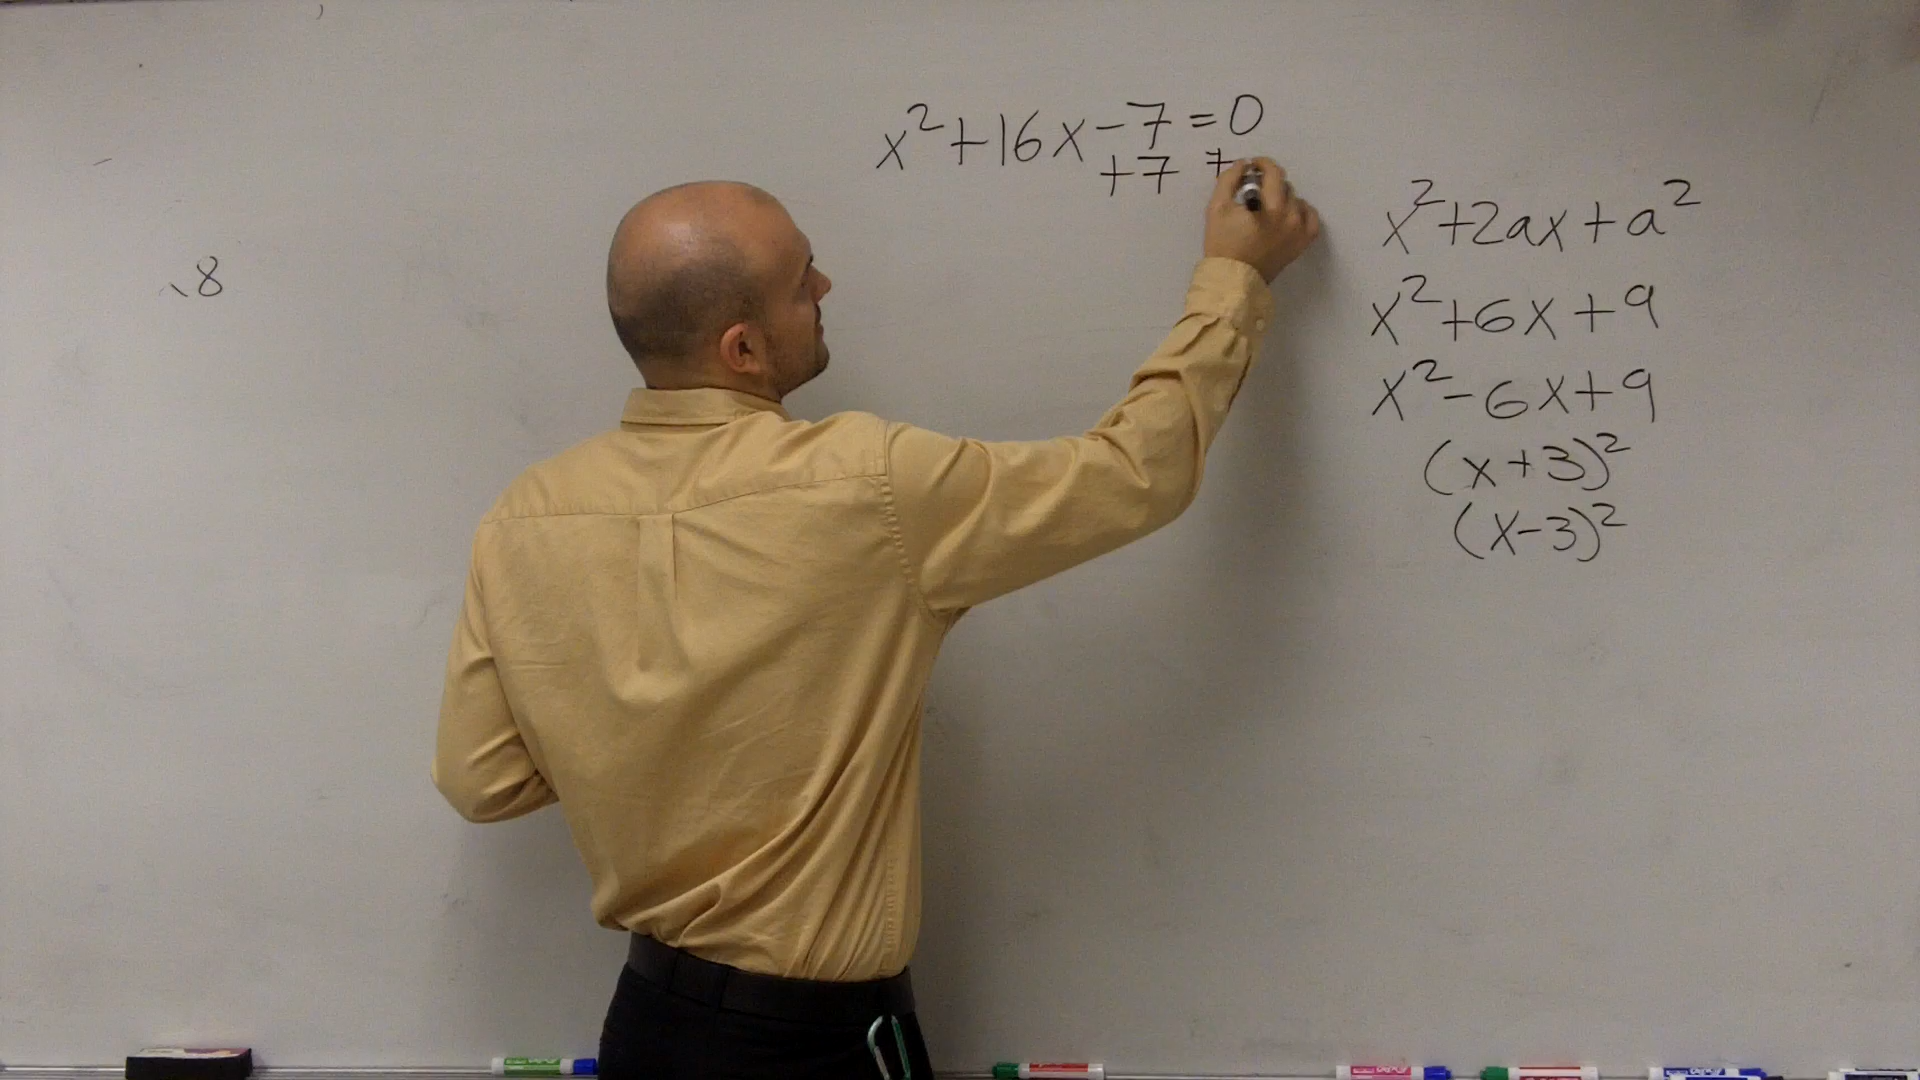 x²+16x-7=0
+7 +
.8
x²+2ax+a²
x²+6x+9
x²-6x+9
(x+3)²
(x-3)²